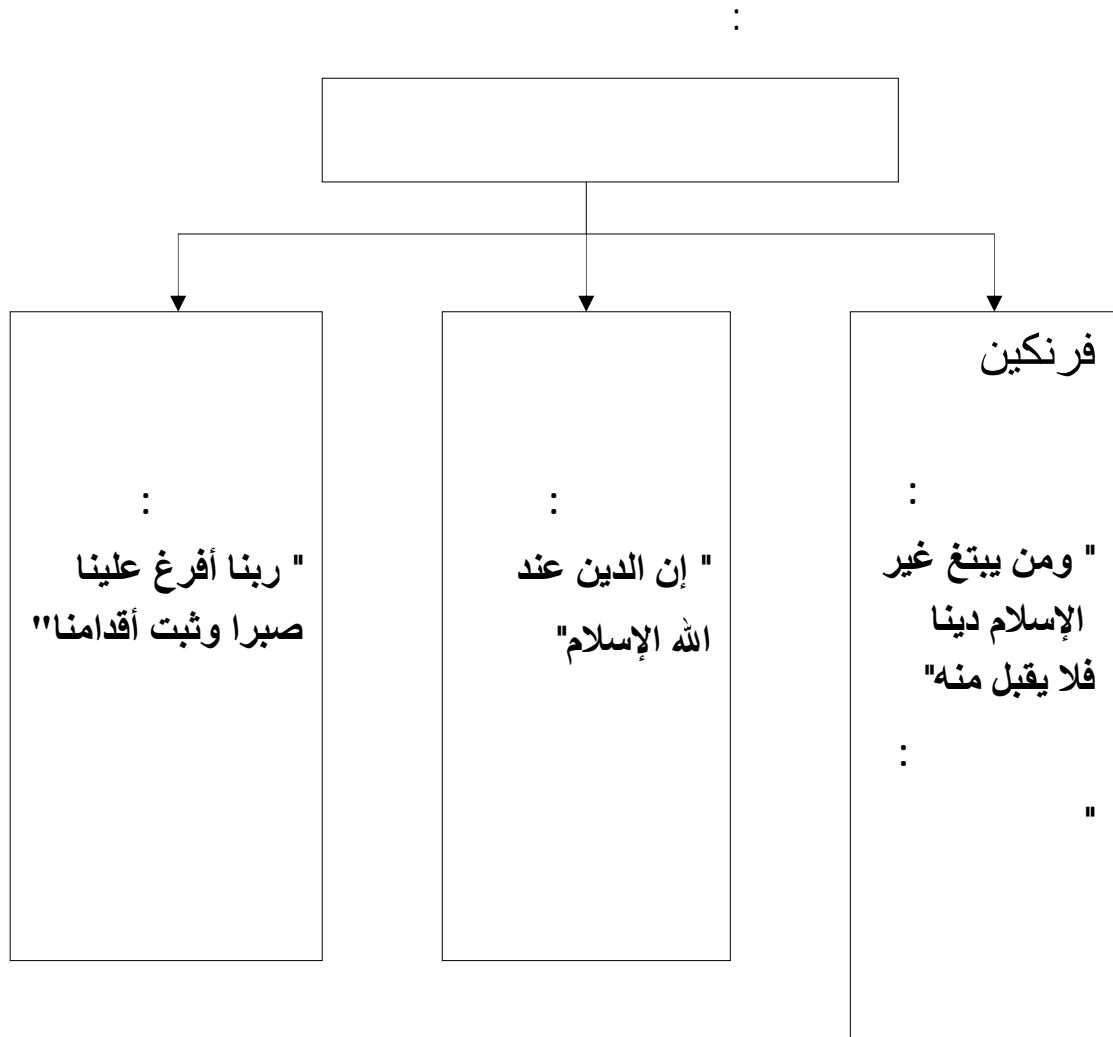 :
فرنكين
:
" ومن يبتغ غير
الإسلام دينا
فلا يقبل منه"
:
"
:
" إن الدين عند
الله الإسلام"
:
" ربنا أفرغ علينا
صبرا وثبت أقدامنا"